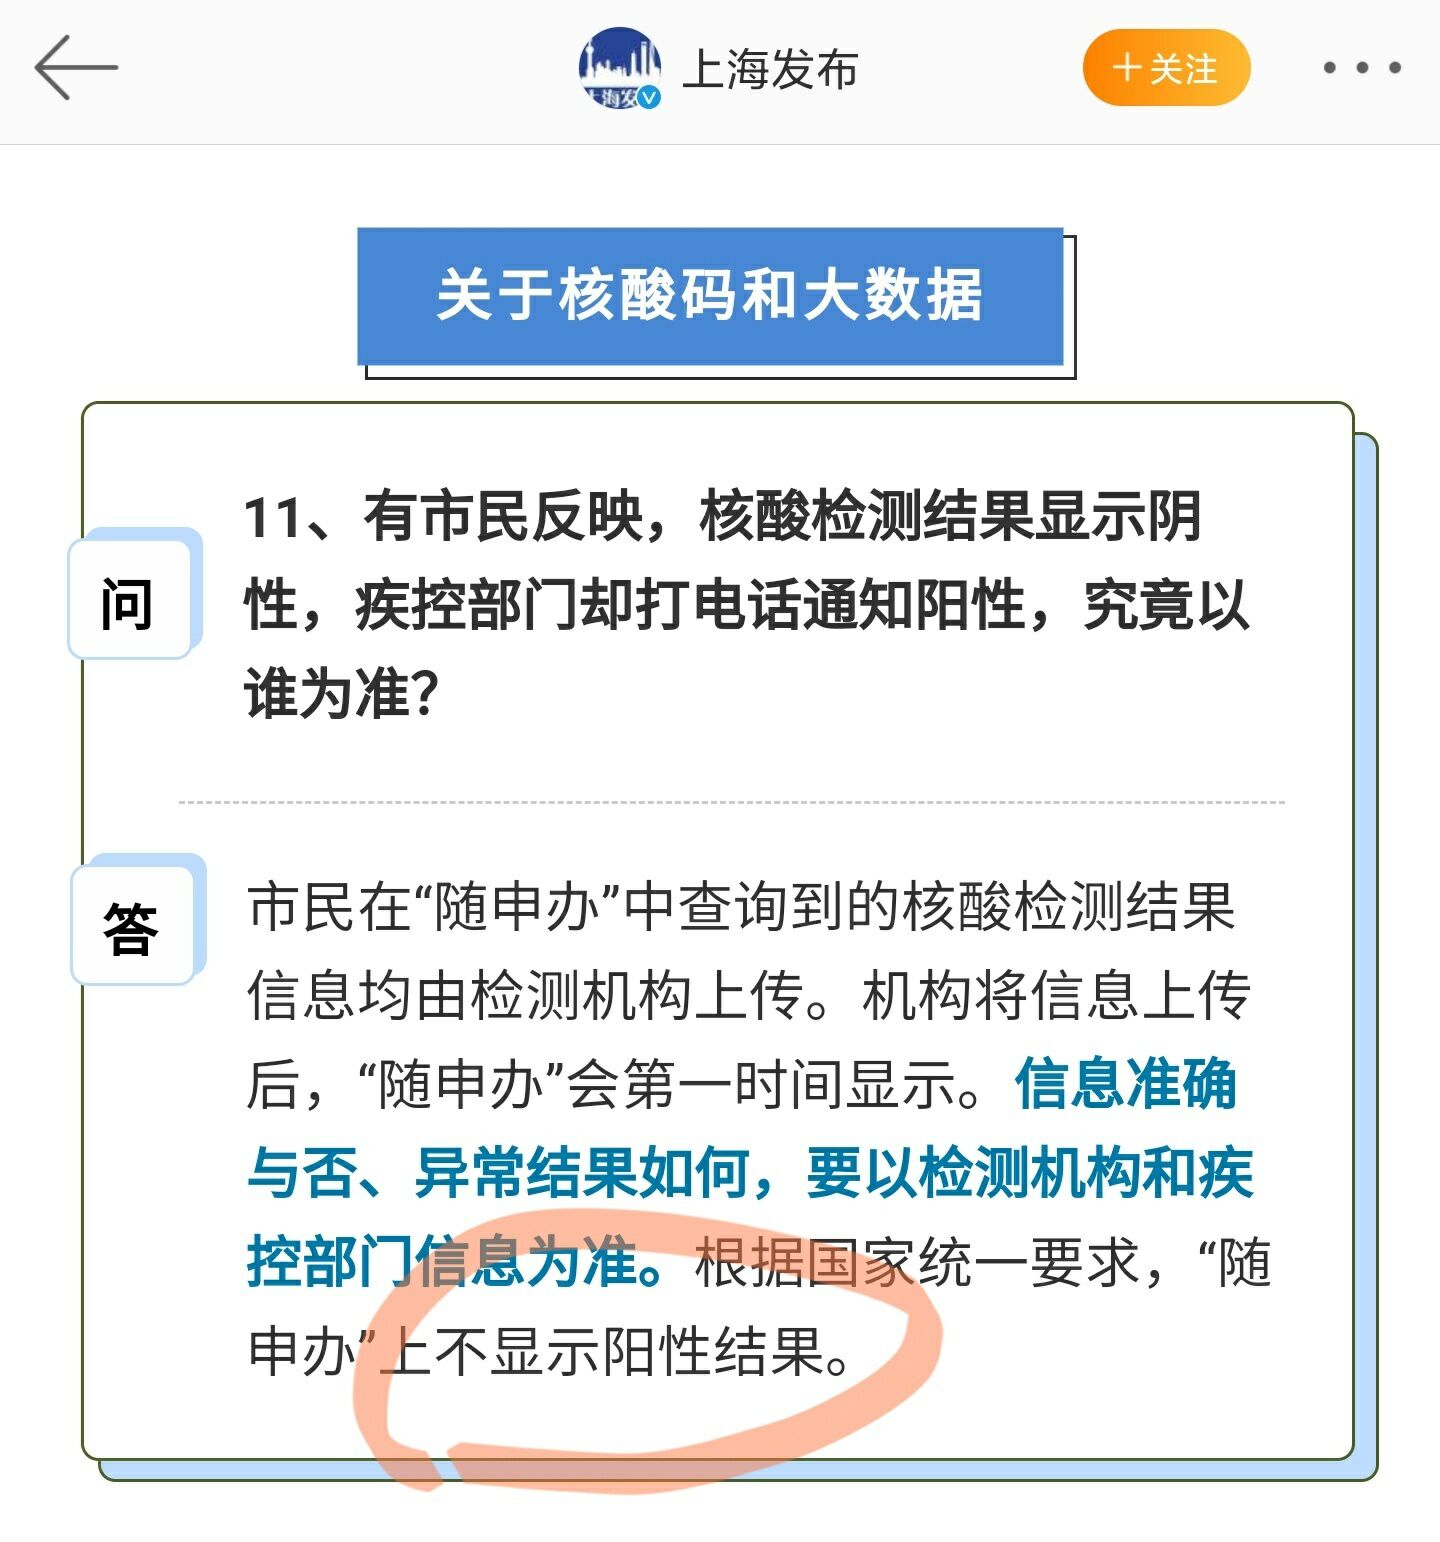 上海发布
+关注
上海发
关于核酸码和大数据
11、有市民反映，核酸检测结果显示阴
性，疾控部门却打电话通知阳性，究竟以
谁为准？
问
答
市民在“随申办”中查询到的核酸检测结果
信息均由检测机构上传。机构将信息上传
后，“随申办”会第一时间显示。信息准确
与否、异常结果如何，要以检测机构和疾
控部门信息为准。根据国家统一要求，“随
申办”上不显示阳性结果。